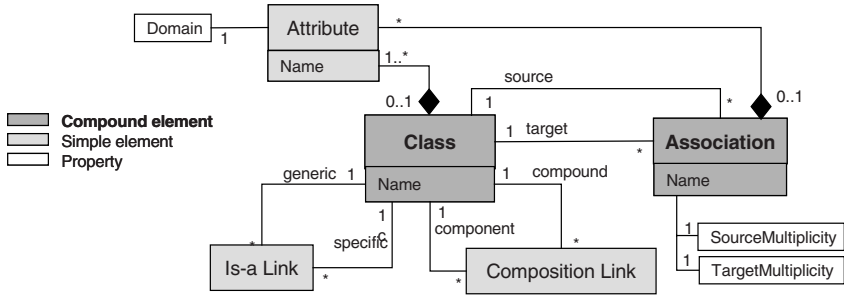 Domain
1
Attribute
Name
*
1..*
0..1
0..1
source
1
*
Compound element
Simple element
Property
Class
Name
1
target
*
Association
Name
generic
1
*
1
compound
*
1
c
specific
*
1
component
*
Is-a Link
Composition Link
1
SourceMultiplicity
1
TargetMultiplicity